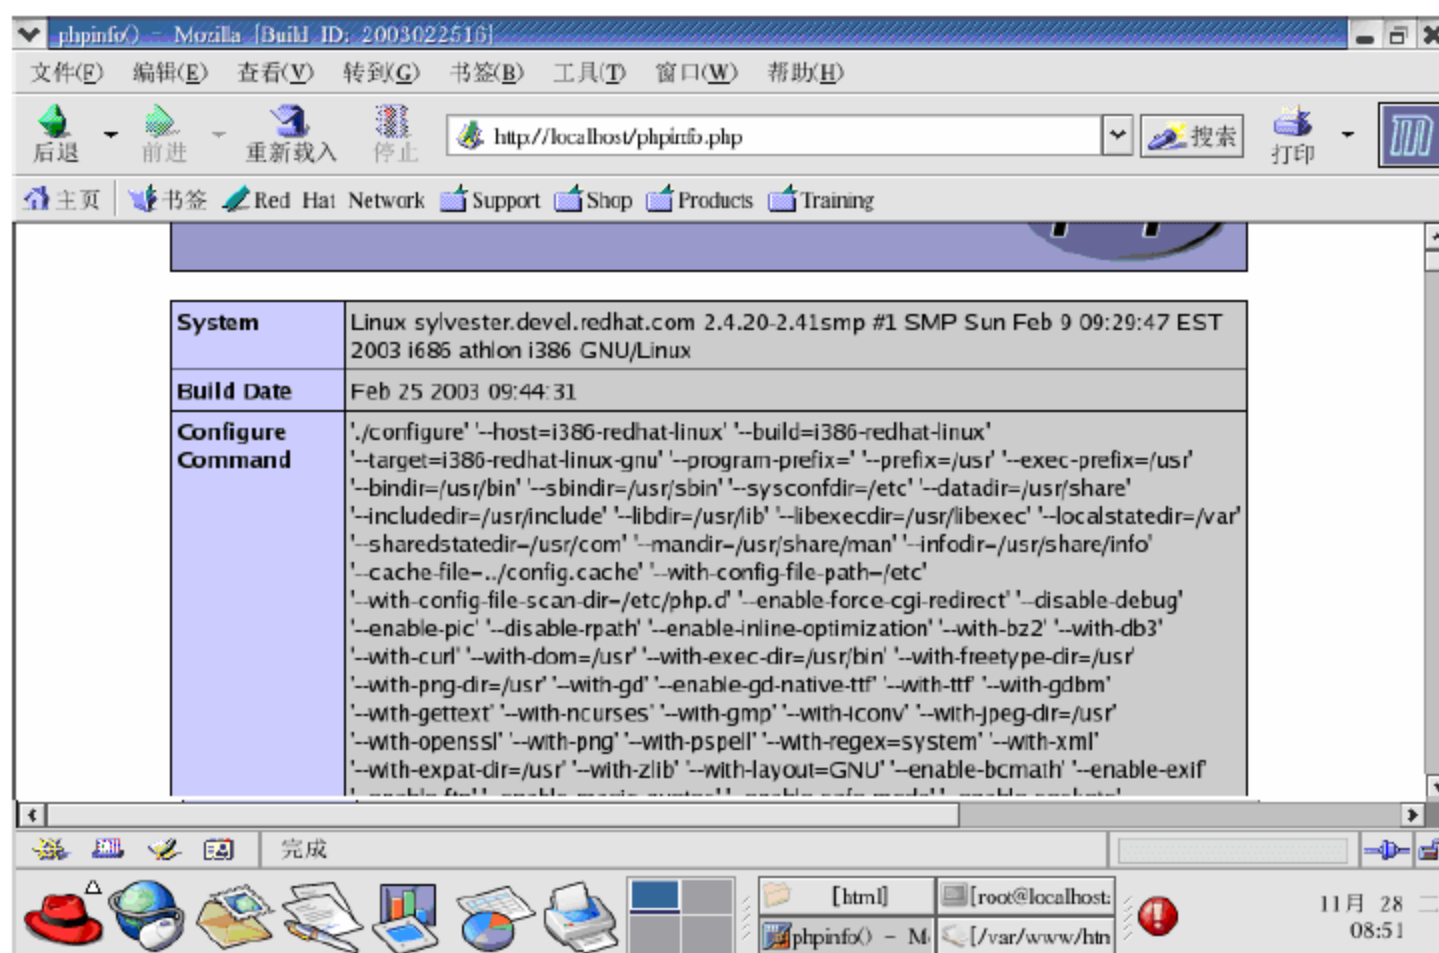 phpinfo() - Mozilla {Build ID: 2003022516}
文件(F) 编辑(E) 查看(V) 转到(G) 书签(B) 工具(T) 窗口(W) 帮助(H)
后退 前进 重新载入 停止 http://localhost/phpinfo.php 搜索 打印
主页 书签 Red Hat Network Support Shop Products Training
System Linux sylvester.devel.redhat.com 2.4.20-2.41smp #1 SMP Sun Feb 9 09:29:47 EST
2003 i686 athlon i386 GNU/Linux
Build Date Feb 25 2003 09:44:31
Configure './configure' '--host=i386-redhat-linux' '--build=i386-redhat-linux'
Command '--target=i386-redhat-linux-gnu' '--program-prefix=' '--prefix=/usr' '--exec-prefix=/usr'
'--bindir=/usr/bin' '--sbindir=/usr/sbin' '--sysconfdir=/etc' '--datadir=/usr/share'
'--includedir=/usr/include' '--libdir=/usr/lib' '--libexecdir=/usr/libexec' '--localstatedir=/var'
'--sharedstatedir=/usr/com' '--mandir=/usr/share/man' '--infodir=/usr/share/info'
'--cache-file=../config.cache' '--with-config-file-path=/etc'
'--with-config-file-scan-dir=/etc/php.d' '--enable-force-cgi-redirect' '--disable-debug'
'--enable-pic' '--disable-rpath' '--enable-inline-optimization' '--with-bz2' '--with-db3'
'--with-curl' '--with-dom=/usr' '--with-exec-dir=/usr/bin' '--with-freetype-dir=/usr'
'--with-png-dir=/usr' '--with-gd' '--enable-gd-native-ttf' '--with-ttf' '--with-gdbm'
'--with-gettext' '--with-ncurses' '--with-gmp' '--with-iconv' '--with-jpeg-dir=/usr'
'--with-openssl' '--with-png' '--with-pspell' '--with-regex=system' '--with-xml'
'--with-expat-dir=/usr' '--with-zlib' '--with-layout=GNU' '--enable-bcmath' '--enable-exif'
完成
[html] [root@localhost: 11月 28 二
phpinfo() - M [/var/www/htm 08:51